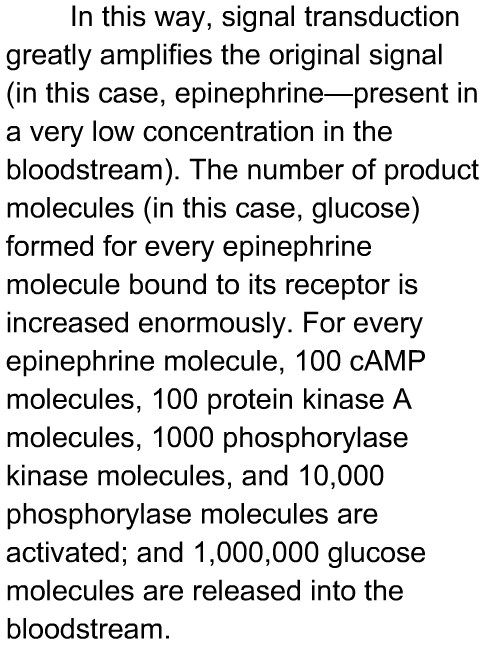 In this way, signal transduction
greatly amplifies the original signal
(in this case, epinephrine—present in
a very low concentration in the
bloodstream). The number of product
molecules (in this case, glucose)
formed for every epinephrine
molecule bound to its receptor is
increased enormously. For every
epinephrine molecule, 100 cAMP
molecules, 100 protein kinase A
molecules, 1000 phosphorylase
kinase molecules, and 10,000
phosphorylase molecules are
activated; and 1,000,000 glucose
molecules are released into the
bloodstream.